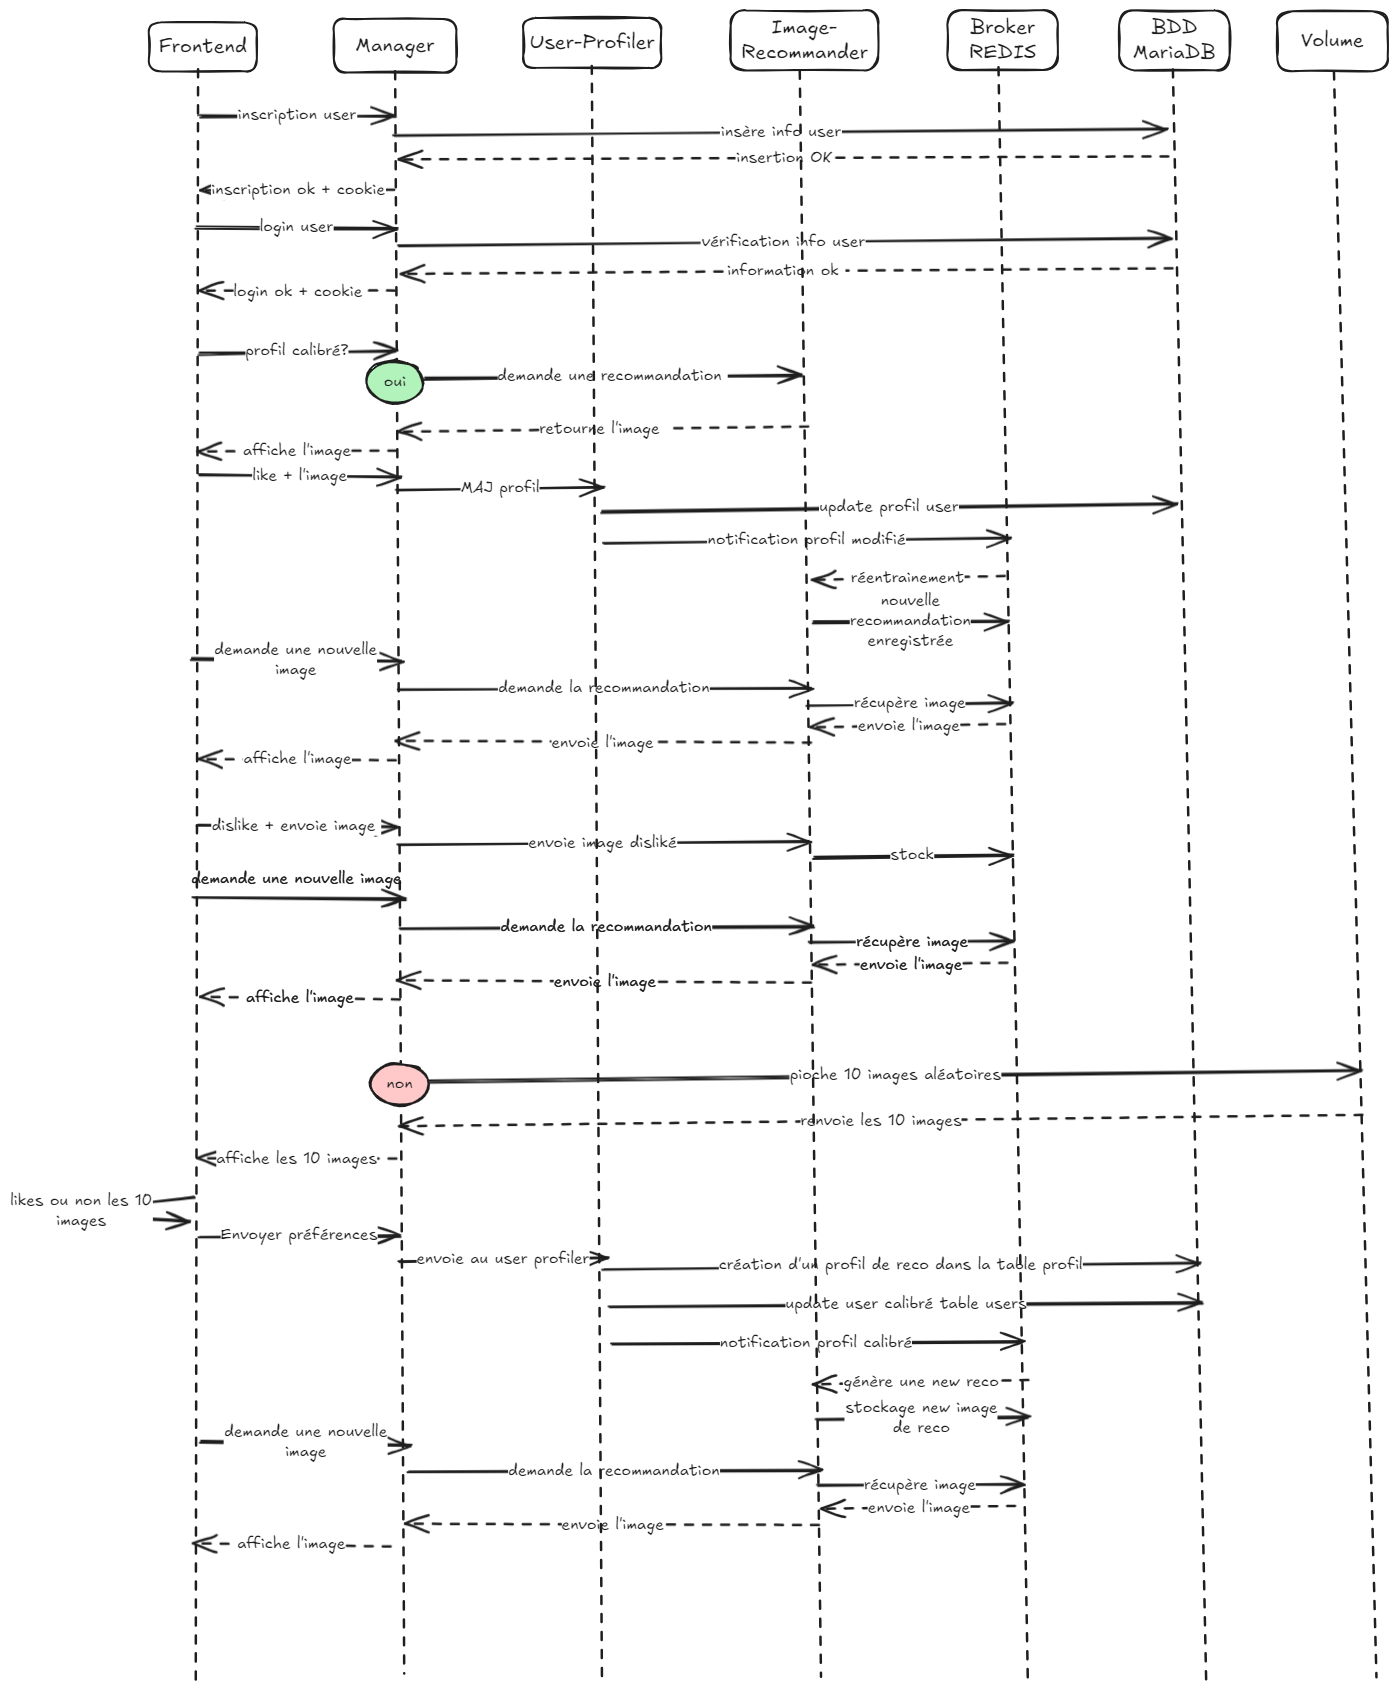 Frontend
Manager
User-Profiler
Image-
Recommander
Broker
REDIS
BDD
MariaDB
Volume
inscription user
insère info user
insertion OK
inscription ok + cookie
login user
vérification info user
information ok
login ok + cookie
profil calibré?
oui
demande une recommandation
retourne l'image
affiche l'image
like + l'image
MAJ profil
update profil user
notification profil modifié
réentrainement
nouvelle
recommandation
enregistrée
demande une nouvelle
image
demande la recommandation
récupère image
envoie l'image
envoie l'image
affiche l'image
dislike + envoie image
envoie image disliké
stock
demande une nouvelle image
demande la recommandation
récupère image
envoie l'image
envoie l'image
affiche l'image
non
pioche 10 images aléatoires
renvoie les 10 images
affiche les 10 images
likes ou non les 10
images
Envoyer préférences
envoie au user profiler
création d'un profil de reco dans la table profil
update user calibré table users
notification profil calibré
génère une new reco
stockage new image
de reco
demande une nouvelle
image
demande la recommandation
récupère image
envoie l'image
envoie l'image
affiche l'image